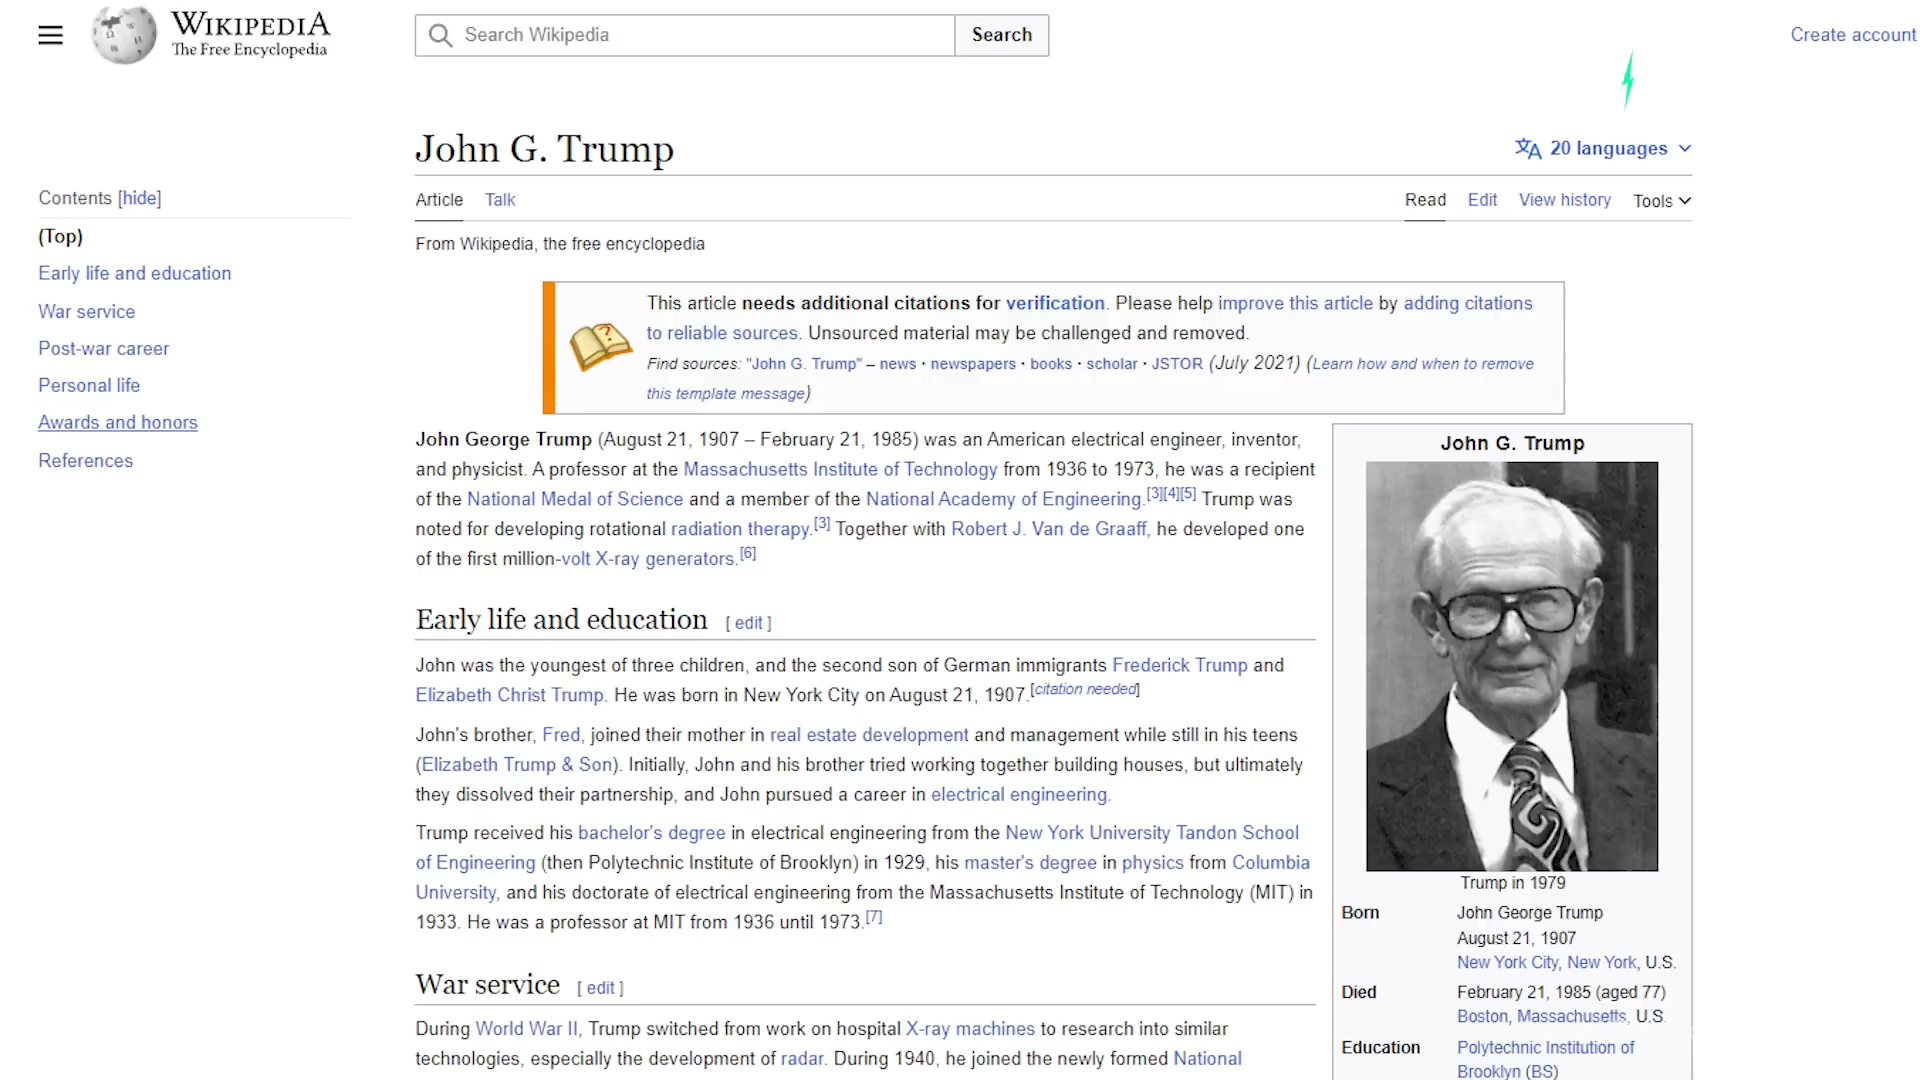 WIKIPEDIA
The Free Encyclopedia
Search Wikipedia
Search
Create account
John G. Trump
20 languages
Contents [hide]
(Top)
Early life and education
War service
Post-war career
Personal life
Awards and honors
References
Article
Talk
Read
Edit
View history
Tools
From Wikipedia, the free encyclopedia
This article needs additional citations for verification. Please help improve this article by adding citations
to reliable sources. Unsourced material may be challenged and removed.
Find sources: "John G. Trump" – news · newspapers · books · scholar · JSTOR (July 2021) (Learn how and when to remove
this template message)
John George Trump (August 21, 1907 – February 21, 1985) was an American electrical engineer, inventor,
and physicist. A professor at the Massachusetts Institute of Technology from 1936 to 1973, he was a recipient
of the National Medal of Science and a member of the National Academy of Engineering.[3][4][5] Trump was
noted for developing rotational radiation therapy.[3] Together with Robert J. Van de Graaff, he developed one
of the first million-volt X-ray generators.[6]
Early life and education [ edit ]
John was the youngest of three children, and the second son of German immigrants Frederick Trump and
Elizabeth Christ Trump. He was born in New York City on August 21, 1907.[citation needed]
John's brother, Fred, joined their mother in real estate development and management while still in his teens
(Elizabeth Trump & Son). Initially, John and his brother tried working together building houses, but ultimately
they dissolved their partnership, and John pursued a career in electrical engineering.
Trump received his bachelor's degree in electrical engineering from the New York University Tandon School
of Engineering (then Polytechnic Institute of Brooklyn) in 1929, his master's degree in physics from Columbia
University, and his doctorate of electrical engineering from the Massachusetts Institute of Technology (MIT) in
1933. He was a professor at MIT from 1936 until 1973.[7]
War service [ edit ]
During World War II, Trump switched from work on hospital X-ray machines to research into similar
technologies, especially the development of radar. During 1940, he joined the newly formed National
John G. Trump
Trump in 1979
Born
John George Trump
August 21, 1907
New York City, New York, U.S.
Died
February 21, 1985 (aged 77)
Boston, Massachusetts, U.S.
Education
Polytechnic Institution of
Brooklyn (BS)